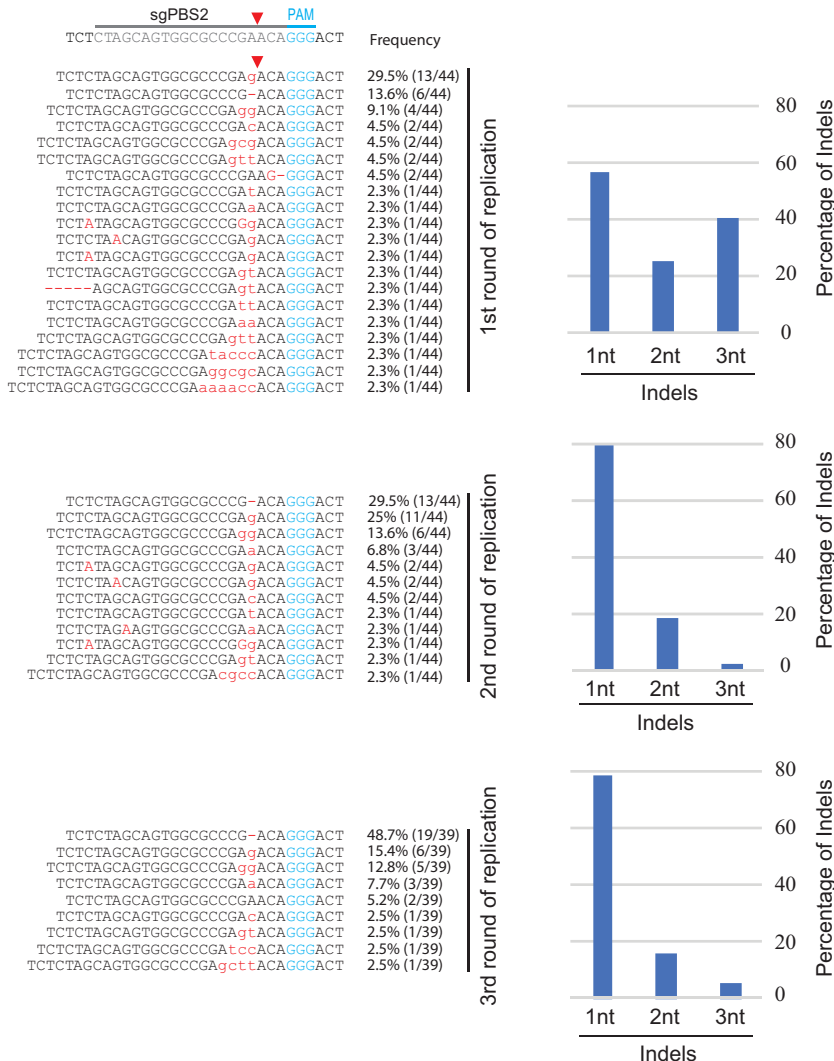 sgPBS2 PAM
TCTCTAGCAGTGGCGCCCGAACAGGGACT Frequency
TCTCTAGCAGTGGCGCCCGAgACAGGGACT 29.5% (13/44)
TCTCTAGCAGTGGCGCCCG-ACAGGGACT 13.6% (6/44)
TCTCTAGCAGTGGCGCCCGAggACAGGGACT 9.1% (4/44)
TCTCTAGCAGTGGCGCCCGAcACAGGGACT 4.5% (2/44)
TCTCTAGCAGTGGCGCCCGAgcgACAGGGACT 4.5% (2/44)
TCTCTAGCAGTGGCGCCCGAgttACAGGGACT 4.5% (2/44)
TCTCTAGCAGTGGCGCCCGAAG-GGGACT 4.5% (2/44)
TCTCTAGCAGTGGCGCCCGAtACAGGGACT 2.3% (1/44)
TCTCTAGCAGTGGCGCCCGAaACAGGGACT 2.3% (1/44)
TCTATAGCAGTGGCGCCCGGgACAGGGACT 2.3% (1/44)
TCTCTAACAGTGGCGCCCGAgACAGGGACT 2.3% (1/44)
TCTATAGCAGTGGCGCCCGAgACAGGGACT 2.3% (1/44)
TCTCTAGCAGTGGCGCCCGAgtACAGGGACT 2.3% (1/44)
-----AGCAGTGGCGCCCGAgtACAGGGACT 2.3% (1/44)
TCTCTAGCAGTGGCGCCCGAttACAGGGACT 2.3% (1/44)
TCTCTAGCAGTGGCGCCCGAaaACAGGGACT 2.3% (1/44)
TCTCTAGCAGTGGCGCCCGAgttACAGGGACT 2.3% (1/44)
TCTCTAGCAGTGGCGCCCGAtacccACAGGGACT 2.3% (1/44)
TCTCTAGCAGTGGCGCCCGAggcgcACAGGGACT 2.3% (1/44)
TCTCTAGCAGTGGCGCCCGAaaaaccACAGGGACT 2.3% (1/44)
1st round of replication
80
60
40
20
0
Percentage of Indels
1nt 2nt 3nt
Indels
TCTCTAGCAGTGGCGCCCG-ACAGGGACT 29.5% (13/44)
TCTCTAGCAGTGGCGCCCGAgACAGGGACT 25% (11/44)
TCTCTAGCAGTGGCGCCCGAggACAGGGACT 13.6% (6/44)
TCTCTAGCAGTGGCGCCCGAaACAGGGACT 6.8% (3/44)
TCTATAGCAGTGGCGCCCGAgACAGGGACT 4.5% (2/44)
TCTCTAACAGTGGCGCCCGAgACAGGGACT 4.5% (2/44)
TCTCTAGCAGTGGCGCCCGAcACAGGGACT 4.5% (2/44)
TCTCTAGCAGTGGCGCCCGAtACAGGGACT 2.3% (1/44)
TCTCTAGAAGTGGCGCCCGAaACAGGGACT 2.3% (1/44)
TCTATAGCAGTGGCGCCCGGgACAGGGACT 2.3% (1/44)
TCTCTAGCAGTGGCGCCCGAgtACAGGGACT 2.3% (1/44)
TCTCTAGCAGTGGCGCCCGAcgccACAGGGACT 2.3% (1/44)
2nd round of replication
80
60
40
20
0
Percentage of Indels
1nt 2nt 3nt
Indels
TCTCTAGCAGTGGCGCCCG-ACAGGGACT 48.7% (19/39)
TCTCTAGCAGTGGCGCCCGAgACAGGGACT 15.4% (6/39)
TCTCTAGCAGTGGCGCCCGAggACAGGGACT 12.8% (5/39)
TCTCTAGCAGTGGCGCCCGAaACAGGGACT 7.7% (3/39)
TCTCTAGCAGTGGCGCCCGAACAGGGACT 5.2% (2/39)
TCTCTAGCAGTGGCGCCCGAcACAGGGACT 2.5% (1/39)
TCTCTAGCAGTGGCGCCCGAgtACAGGGACT 2.5% (1/39)
TCTCTAGCAGTGGCGCCCGAtccACAGGGACT 2.5% (1/39)
TCTCTAGCAGTGGCGCCCGAgcttACAGGGACT 2.5% (1/39)
3rd round of replication
80
60
40
20
0
Percentage of Indels
1nt 2nt 3nt
Indels